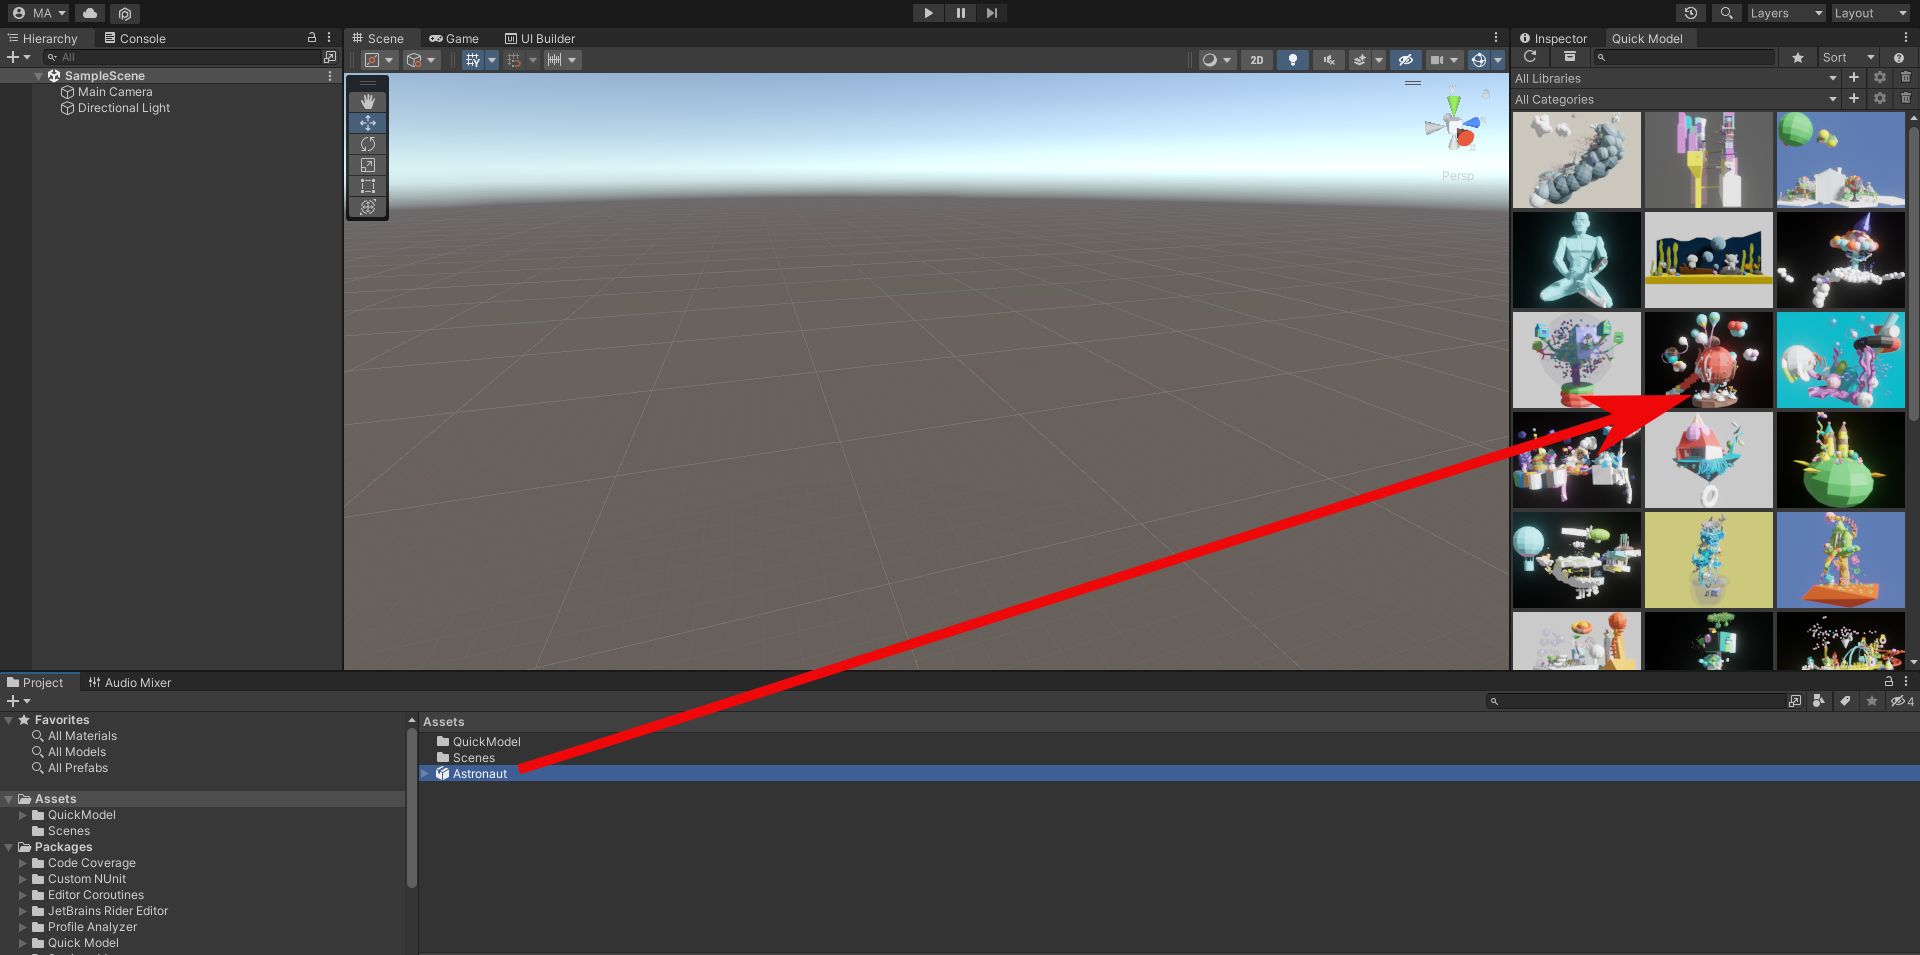 MA
Layers
Layout
Hierarchy
Console
Scene
Game
UI Builder
Inspector
Quick Model
All
2D
Sort
SampleScene
Main Camera
Directional Light
All Libraries
All Categories
Y
Persp
Project
Audio Mixer
4
Favorites
All Materials
All Models
All Prefabs
Assets
QuickModel
Scenes
Packages
Code Coverage
Custom NUnit
Editor Coroutines
JetBrains Rider Editor
Profile Analyzer
Quick Model
Assets
QuickModel
Scenes
Astronaut